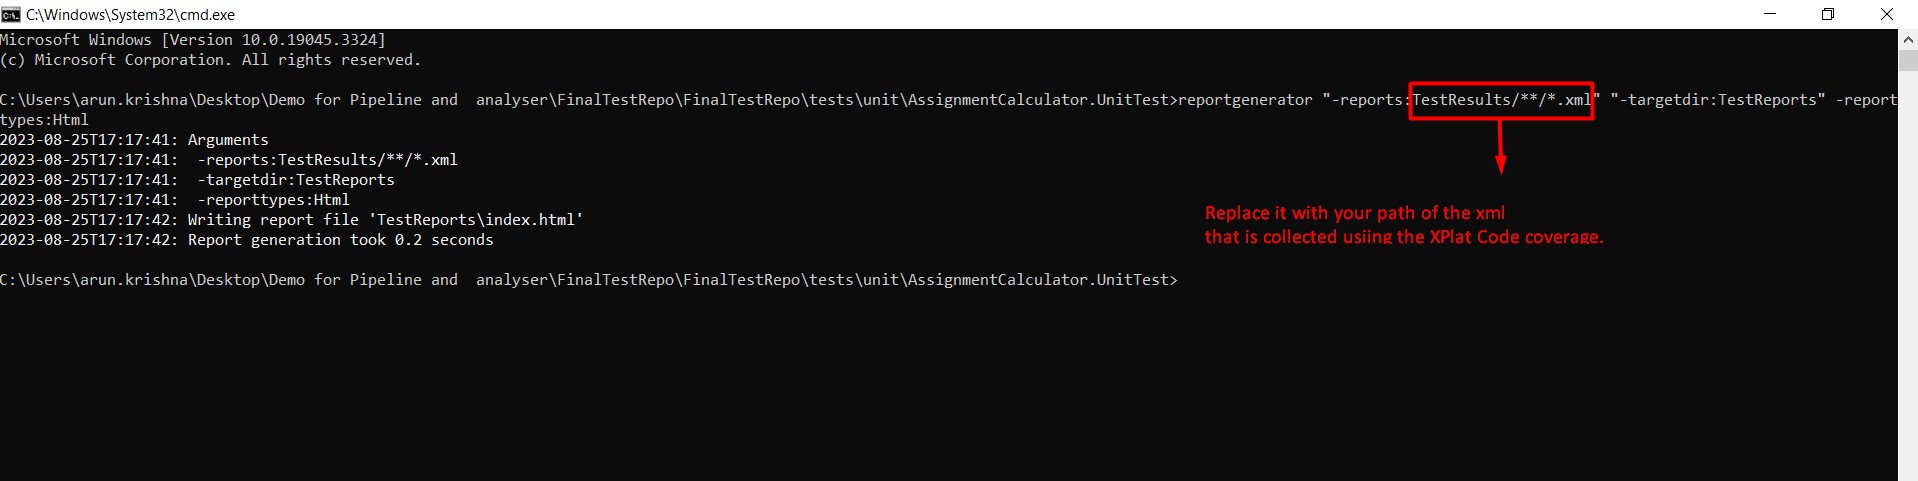 C:\Windows\System32\cmd.exe
Microsoft Windows [Version 10.0.19045.3324]
(c) Microsoft Corporation. All rights reserved.
C:\Users\arun.krishna\Desktop\Demo for Pipeline and  analyser\FinalTestRepo\FinalTestRepo\tests\unit\AssignmentCalculator.UnitTest>reportgenerator "-reports:TestResults/**/*.xml" "-targetdir:TestReports" -report
types:Html
2023-08-25T17:17:41: Arguments
2023-08-25T17:17:41:  -reports:TestResults/**/*.xml
2023-08-25T17:17:41:  -targetdir:TestReports
2023-08-25T17:17:41:  -reporttypes:Html
2023-08-25T17:17:42: Writing report file 'TestReports\index.html'
2023-08-25T17:17:42: Report generation took 0.2 seconds
Replace it with your path of the xml
that is collected usiing the XPlat Code coverage.
C:\Users\arun.krishna\Desktop\Demo for Pipeline and  analyser\FinalTestRepo\FinalTestRepo\tests\unit\AssignmentCalculator.UnitTest>